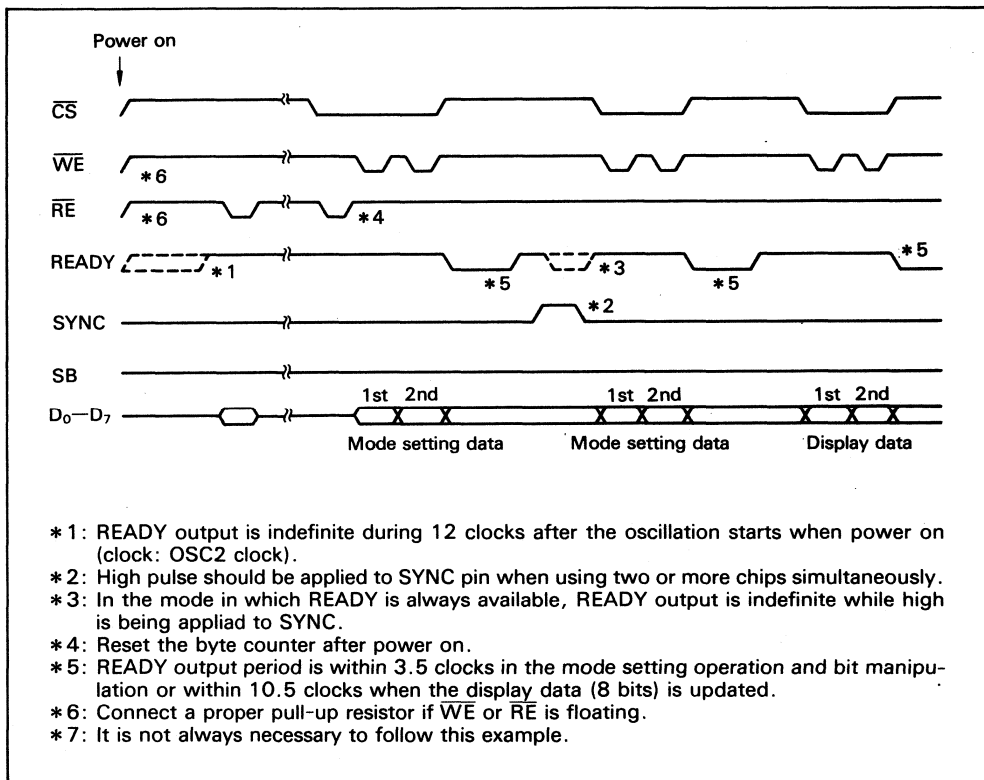 Power on
CS
WE
*6
RE
*6
*4
READY
*1
*5
*3
*5
*5
SYNC
*2
SB
1st 2nd
1st 2nd
1st 2nd
D0—D7
Mode setting data
Mode setting data
Display data
*1: READY output is indefinite during 12 clocks after the oscillation starts when power on
(clock: OSC2 clock).
*2: High pulse should be applied to SYNC pin when using two or more chips simultaneously.
*3: In the mode in which READY is always available, READY output is indefinite while high
is being appliad to SYNC.
*4: Reset the byte counter after power on.
*5: READY output period is within 3.5 clocks in the mode setting operation and bit manipu-
lation or within 10.5 clocks when the display data (8 bits) is updated.
*6: Connect a proper pull-up resistor if WE or RE is floating.
*7: It is not always necessary to follow this example.